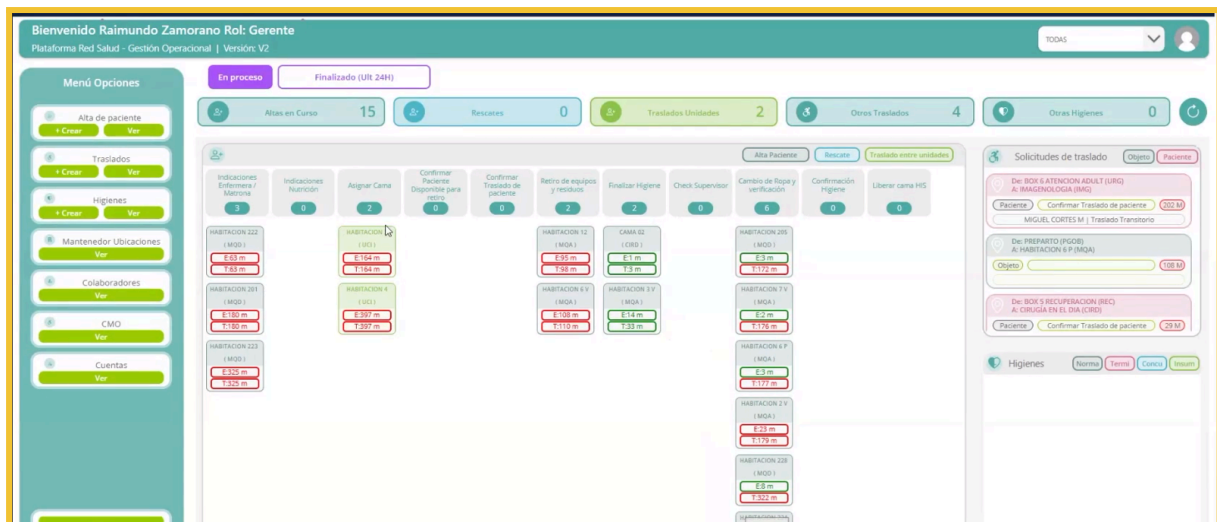 Bienvenido Raimundo Zamorano Rol: Gerente
Plataforma Red Salud - Gestión Operacional | Versión: V2
TODAS
Menú Opciones
Alta de paciente
+ Crear Ver
Traslados
+ Crear Ver
Higienes
+ Crear Ver
Mantenedor Ubicaciones
Ver
Colaboradores
Ver
CMO
Ver
Cuentas
Ver
En proceso Finalizado (Ult 24H)
Altas en Curso 15
Rescates 0
Traslados Unidades 2
Otros Traslados 4
Otras Higienes 0
Alta Paciente Rescate Traslado entre unidades
Indicaciones Enfermera / Matrona
3
Indicaciones Nutrición
0
Asignar Cama
2
Confirmar Paciente Disponible para retiro
0
Confirmar Traslado de paciente
0
Retiro de equipos y residuos
2
Finalizar Higiene
2
Check Supervisor
0
Cambio de Ropa y verificación
6
Confirmación Higiene
0
Liberar cama HIS
0
HABITACION 222
( MQD )
E:63 m
T:63 m
HABITACION 201
( MQD )
E:180 m
T:180 m
HABITACION 223
( MQD )
E:325 m
T:325 m
HABITACION
( UCI )
E:164 m
T:164 m
HABITACION 4
( UCI )
E:397 m
T:397 m
HABITACION 12
( MQA )
E:95 m
T:98 m
HABITACION 6 V
( MQA )
E:108 m
T:110 m
CAMA 02
( CIRD )
E:1 m
T:3 m
HABITACION 3 V
( MQA )
E:14 m
T:33 m
HABITACION 205
( MQD )
E:3 m
T:172 m
HABITACION 7 V
( MQA )
E:2 m
T:176 m
HABITACION 6 P
( MQA )
E:3 m
T:177 m
HABITACION 2 V
( MQA )
E:23 m
T:179 m
HABITACION 228
( MQD )
E:8 m
T:322 m
Solicitudes de traslado Objeto Paciente
De: BOX 6 ATENCION ADULT (URG)
A: IMAGENOLOGIA (IMG)
Paciente Confirmar Traslado de paciente 202 M
MIGUEL CORTES M | Traslado Transitorio
De: PREPARTO (PGOB)
A: HABITACION 6 P (MQA)
Objeto 108 M
De: BOX 5 RECUPERACION (REC)
A: CIRUGÍA EN EL DIA (CIRD)
Paciente Confirmar Traslado de paciente 29 M
Higienes Norma Termi Concu Insum